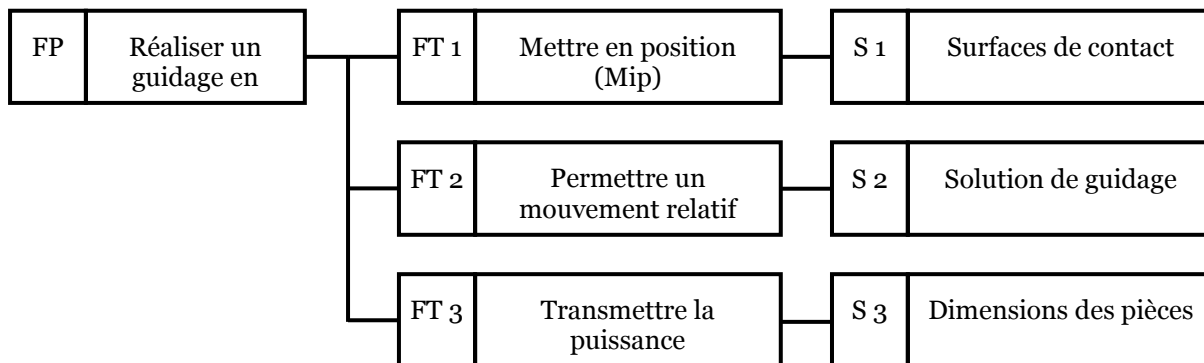 FP
Réaliser un
guidage en
FT 1
Mettre en position
(Mip)
S 1
Surfaces de contact
FT 2
Permettre un
mouvement relatif
S 2
Solution de guidage
FT 3
Transmettre la
puissance
S 3
Dimensions des pièces